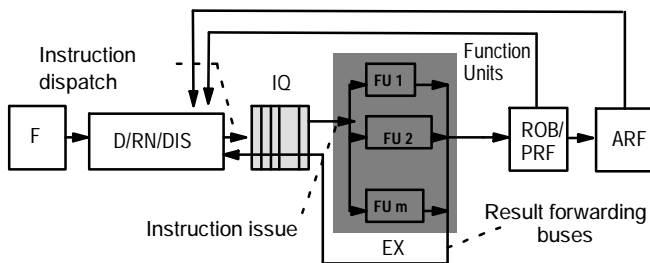 Instruction
dispatch
IQ
Function
Units
FU 1
F
D/RN/DIS
FU 2
ROB/
PRF
ARF
FU m
Instruction issue
EX
Result forwarding
buses